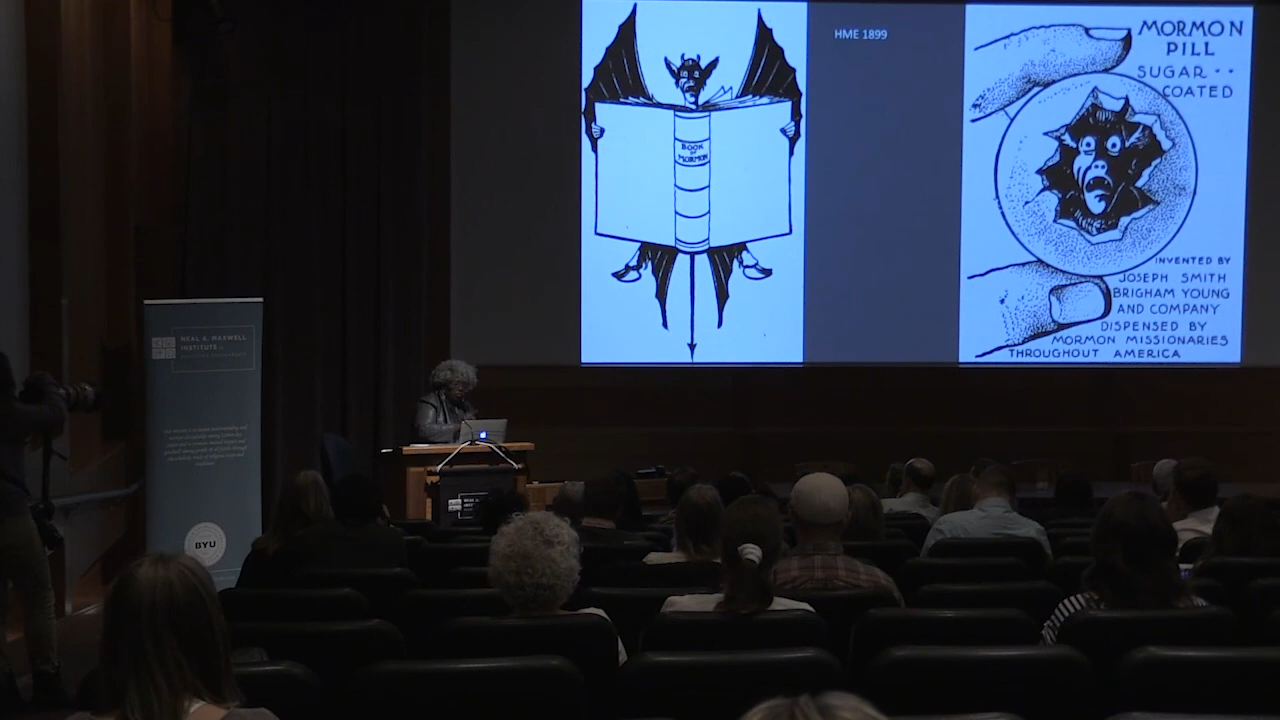 BOOK
OF
MORMON
HME 1899
MORMON
PILL
SUGAR
COATED
INVENTED BY
JOSEPH SMITH
BRIGHAM YOUNG
AND COMPANY
DISPENSED BY
MORMON MISSIONARIES
THROUGHOUT AMERICA
NEAL A. MAXWELL
INSTITUTE
BYU
NEAL A.